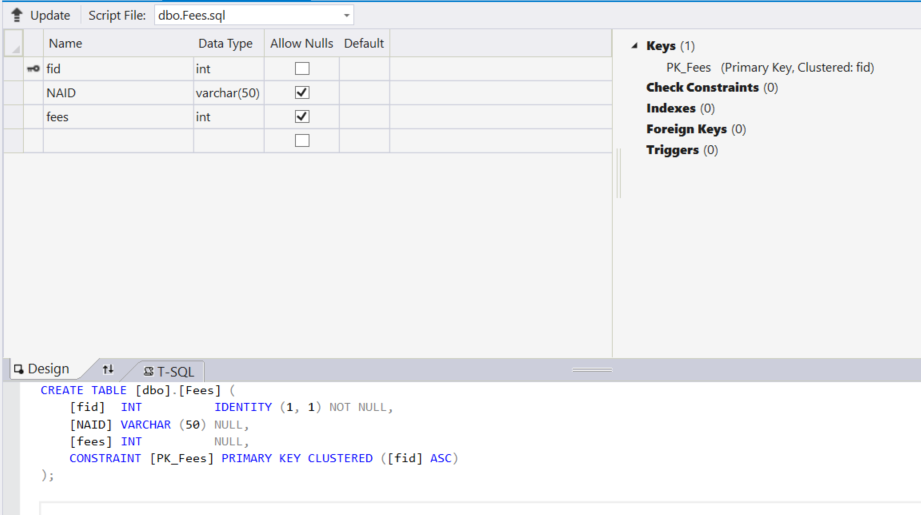 Update Script File: dbo.Fees.sql
Name Data Type Allow Nulls Default
fid int
NAID varchar(50)
fees int
Keys (1)
PK_Fees (Primary Key, Clustered: fid)
Check Constraints (0)
Indexes (0)
Foreign Keys (0)
Triggers (0)
Design T-SQL
CREATE TABLE [dbo].[Fees] (
[fid] INT IDENTITY (1, 1) NOT NULL,
[NAID] VARCHAR (50) NULL,
[fees] INT NULL,
CONSTRAINT [PK_Fees] PRIMARY KEY CLUSTERED ([fid] ASC)
);